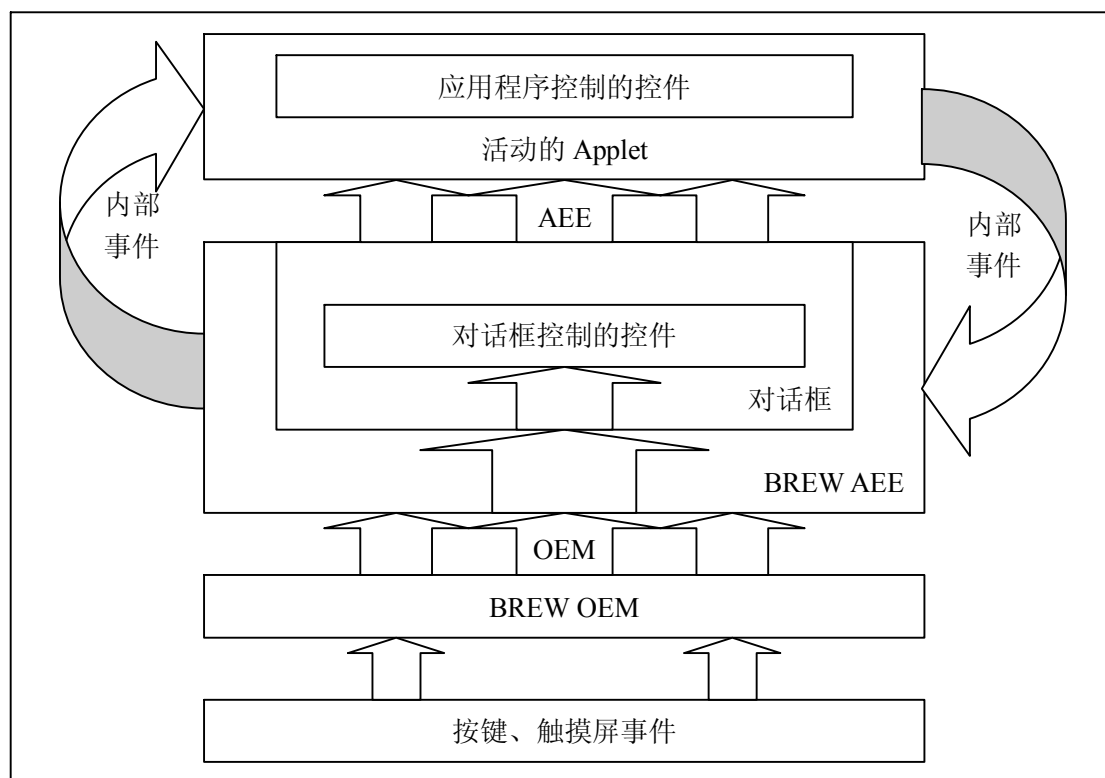 应用程序控制的控件
活动的 Applet
内部
事件
AEE
内部
事件
对话框控制的控件
对话框
BREW AEE
OEM
BREW OEM
按键、触摸屏事件